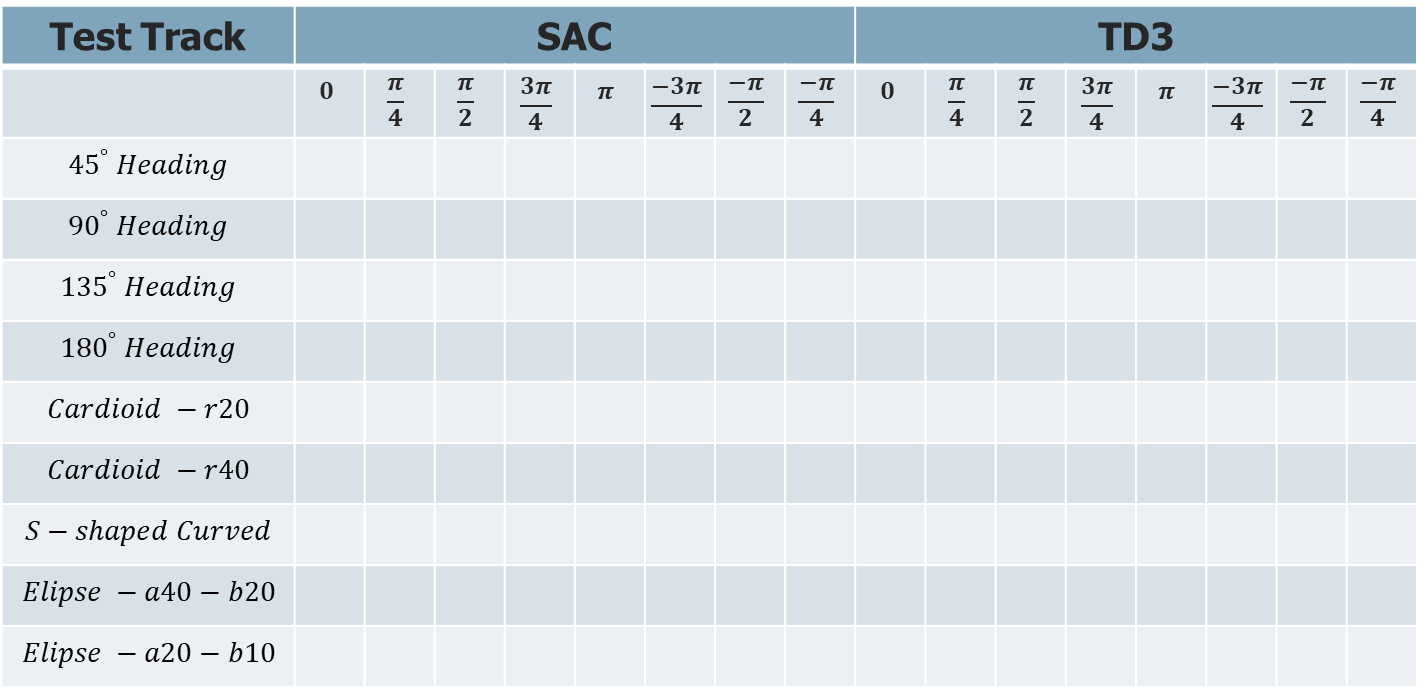 Test Track SAC TD3
0 π/4 π/2 3π/4 π −3π/4 −π/2 −π/4 0 π/4 π/2 3π/4 π −3π/4 −π/2 −π/4
45° Heading
90° Heading
135° Heading
180° Heading
Cardioid − r20
Cardioid − r40
S − shaped Curved
Elipse − a40 − b20
Elipse − a20 − b10